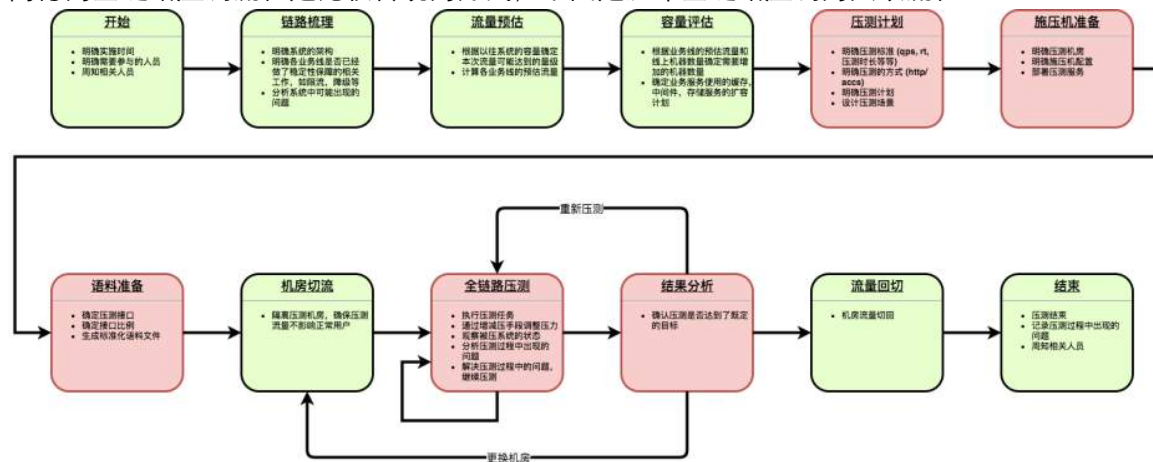 开始
明确实施时间
明确需要参与的人员
周知相关人员
链路梳理
明确系统的架构
明确各业务线是否已经
做了稳定性保障的相关
工作，如限流，降级等
分析系统中可能出现的
问题
流量预估
根据以往系统的容量确定
本次流量可能达到的量级
计算各业务线的预估流量
容量评估
根据业务线的预估流量和
线上机器数量确定需要增
加的机器数量
确定业务服务使用的缓存，
中间件、存储服务的扩容
计划
压测计划
明确压测标准 (qps, rt,
压测时长等等)
明确压测的方式 (http/
accs)
明确压测计划
设计压测场景
施压机准备
明确压测机房
明确施压机配置
部署压测服务
重新压测
语料准备
确定压测接口
确定接口比例
生成标准化语料文件
机房切流
隔离压测机房，确保压测
流量不影响正常用户
全链路压测
执行压测任务
通过增减压手段调整压力
观察被压系统的状态
分析压测过程中出现的
问题
解决压测过程中的问题，
继续压测
结果分析
确认压测是否达到了既定
的目标
流量回切
机房流量切回
结束
压测结束
记录压测过程中出现的
问题
周知相关人员
更换机房